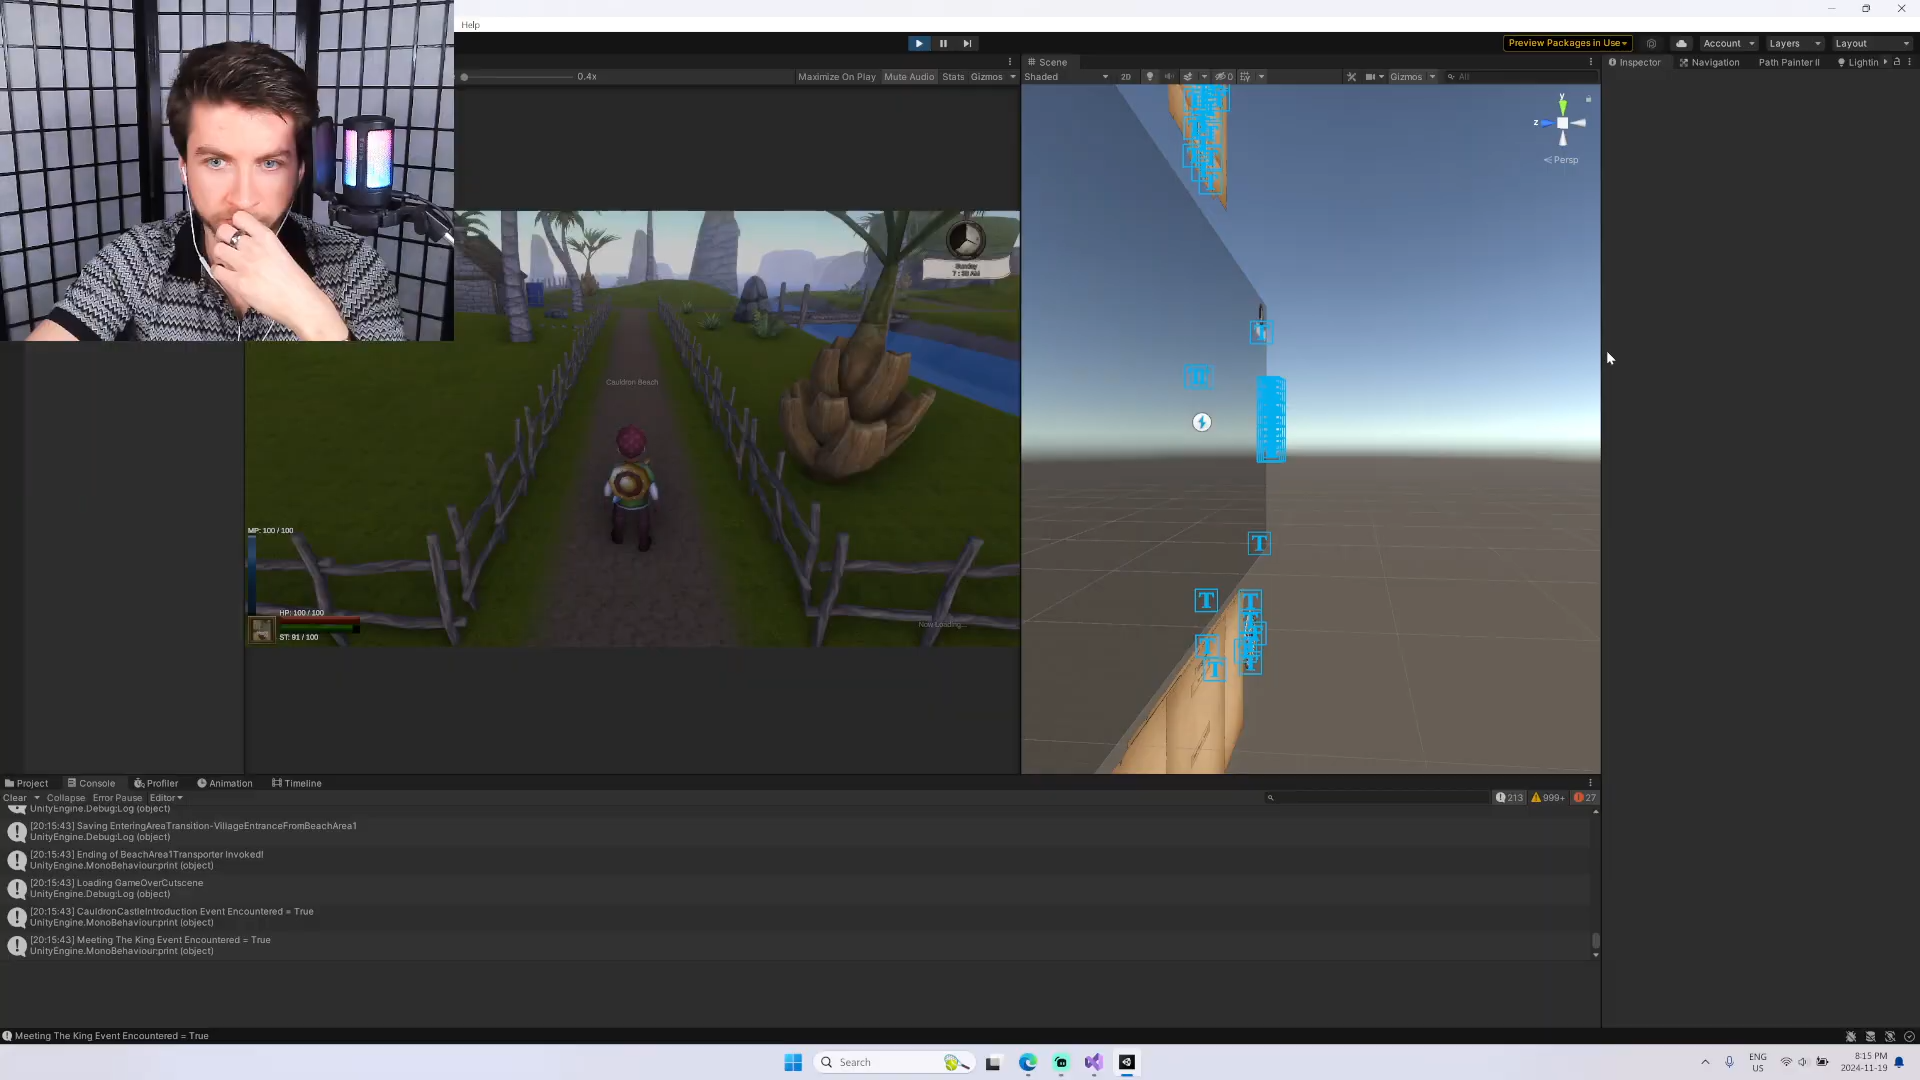 Help
Preview Packages in Use
Account
Layers
Layout
0.4x
Maximize On Play
Mute Audio
Stats
Gizmos
Scene
Shaded
2D
0
Gizmos
All
Inspector
Navigation
Path Painter II
Lightin
y
z
Persp
Sunday
Cauldron Beach
MP: 100 / 100
HP: 100 / 100
ST: 91 / 100
Now Loading...
Project
Console
Profiler
Animation
Timeline
Clear
Collapse
Error Pause
Editor
213
999+
27
UnityEngine.Debug:Log (object)
[20:15:43] Saving EnteringAreaTransition-VillageEntranceFromBeachArea1
UnityEngine.Debug:Log (object)
[20:15:43] Ending of BeachArea1Transporter Invoked!
UnityEngine.MonoBehaviour:print (object)
[20:15:43] Loading GameOverCutscene
UnityEngine.Debug:Log (object)
[20:15:43] CauldronCastleIntroduction Event Encountered = True
UnityEngine.MonoBehaviour:print (object)
[20:15:43] Meeting The King Event Encountered = True
UnityEngine.MonoBehaviour:print (object)
Meeting The King Event Encountered = True
Search
ENG
US
8:15 PM
2024-11-19